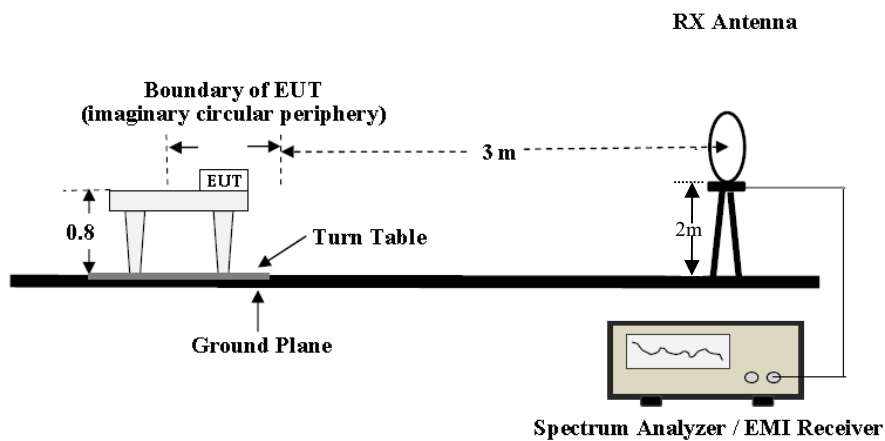 RX Antenna
Boundary of EUT
(imaginary circular periphery)
3 m
EUT
0.8
Turn Table
2m
Ground Plane
Spectrum Analyzer / EMI Receiver